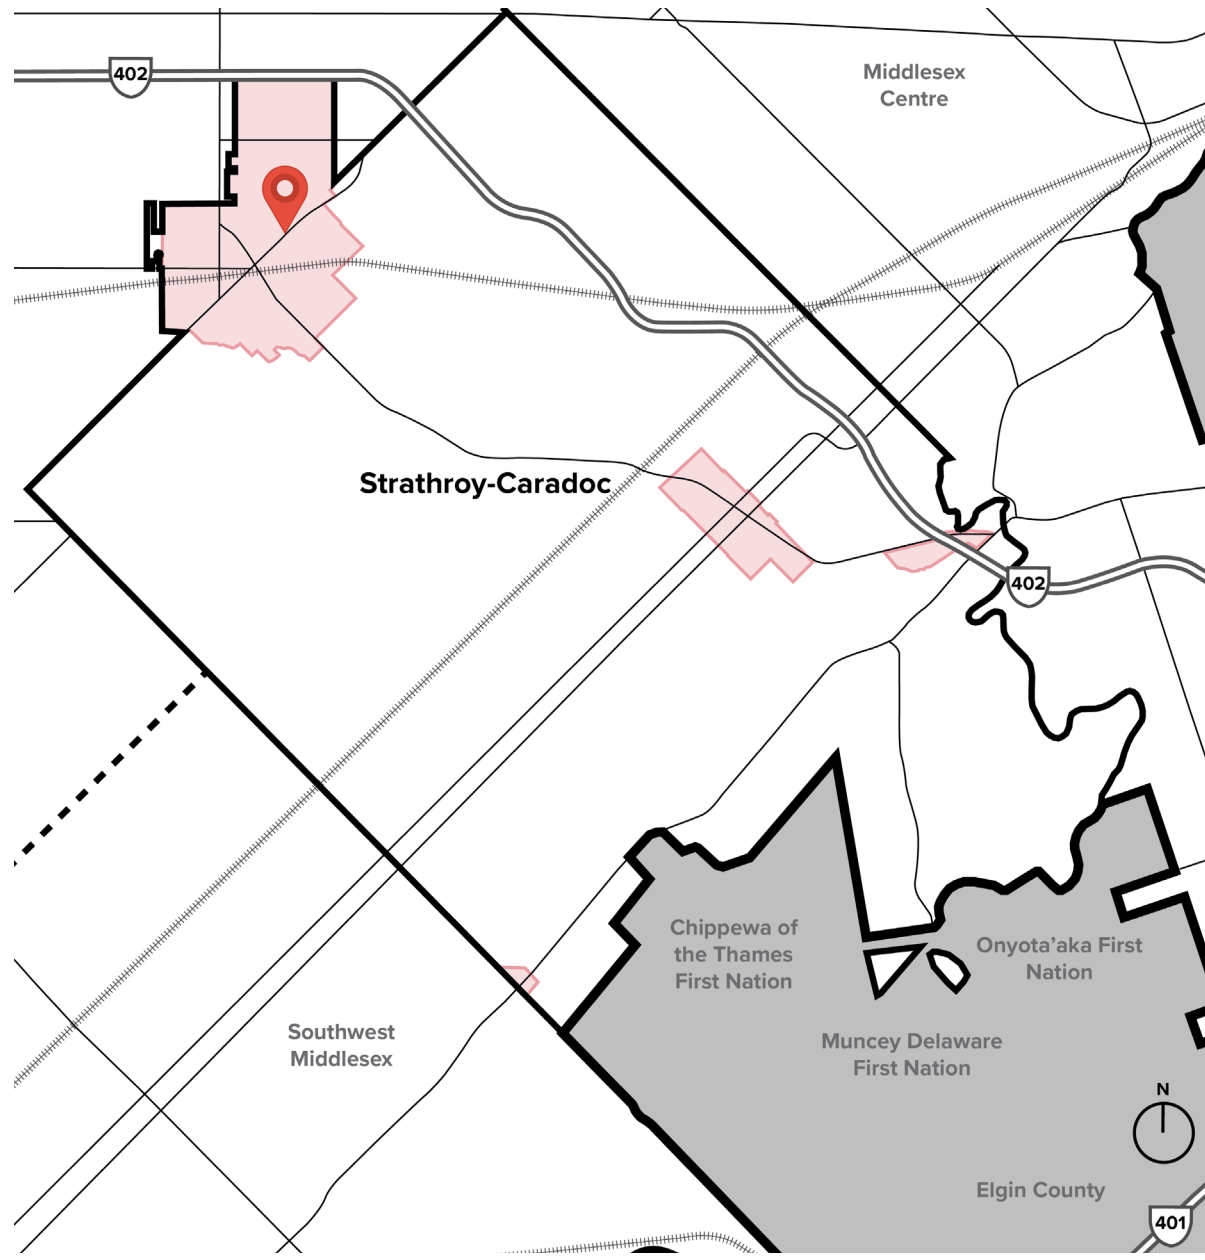 402
Middlesex
Centre
Strathroy-Caradoc
402
Chippewa of
the Thames
First Nation
Onyota’aka First
Nation
Southwest
Middlesex
Muncey Delaware
First Nation
N
Elgin County
401